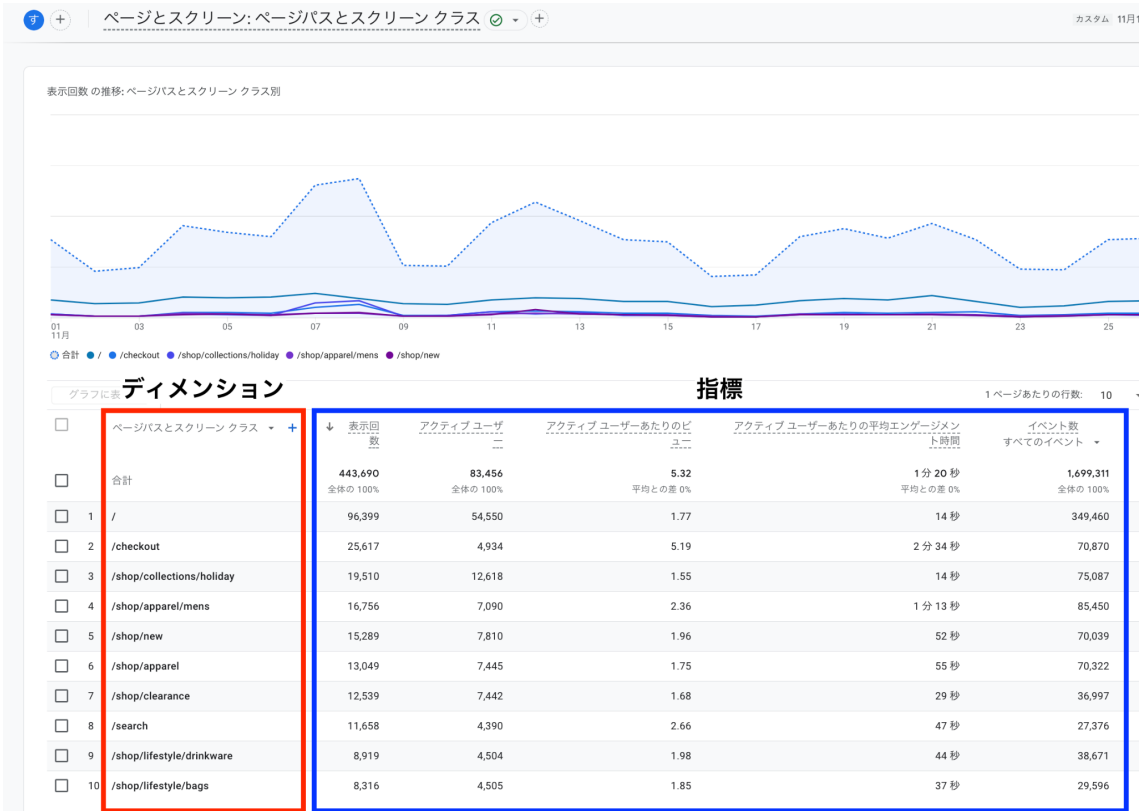 す
ページとスクリーン: ページパスとスクリーン クラス
カスタム 11月1
表示回数 の推移: ページパスとスクリーン クラス別
01 03 05 07 09 11 13 15 17 19 21 23 25
11月
合計 / /checkout /shop/collections/holiday /shop/apparel/mens /shop/new
グラフに表 ディメンション 指標 1 ページあたりの行数: 10
ページパスとスクリーン クラス + ↓ 表示回 アクティブ ユーザ アクティブ ユーザーあたりのビ アクティブ ユーザーあたりの平均エンゲージメン イベント数
数 ー ュー ト時間 すべてのイベント
合計 443,690 83,456 5.32 1 分 20 秒 1,699,311
全体の 100% 全体の 100% 平均との差 0% 平均との差 0% 全体の 100%
1 / 96,399 54,550 1.77 14 秒 349,460
2 /checkout 25,617 4,934 5.19 2 分 34 秒 70,870
3 /shop/collections/holiday 19,510 12,618 1.55 14 秒 75,087
4 /shop/apparel/mens 16,756 7,090 2.36 1 分 13 秒 85,450
5 /shop/new 15,289 7,810 1.96 52 秒 70,039
6 /shop/apparel 13,049 7,445 1.75 55 秒 70,322
7 /shop/clearance 12,539 7,442 1.68 29 秒 36,997
8 /search 11,658 4,390 2.66 47 秒 27,376
9 /shop/lifestyle/drinkware 8,919 4,504 1.98 44 秒 38,671
10 /shop/lifestyle/bags 8,316 4,505 1.85 37 秒 29,596